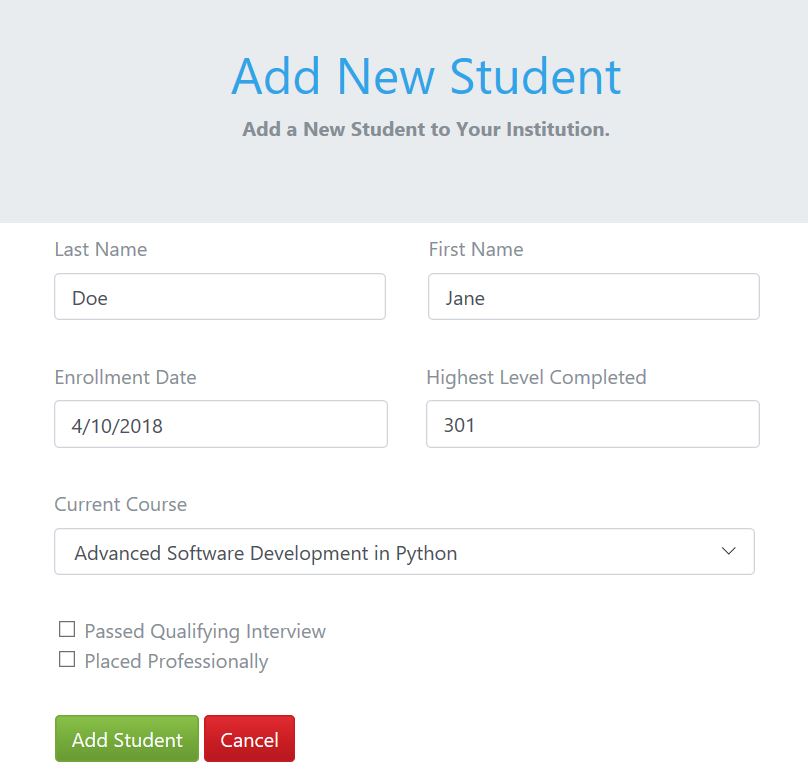 Add New Student
Add a New Student to Your Institution.
Last Name
First Name
Doe
Jane
Enrollment Date
Highest Level Completed
4/10/2018
301
Current Course
Advanced Software Development in Python
Passed Qualifying Interview
Placed Professionally
Add Student
Cancel